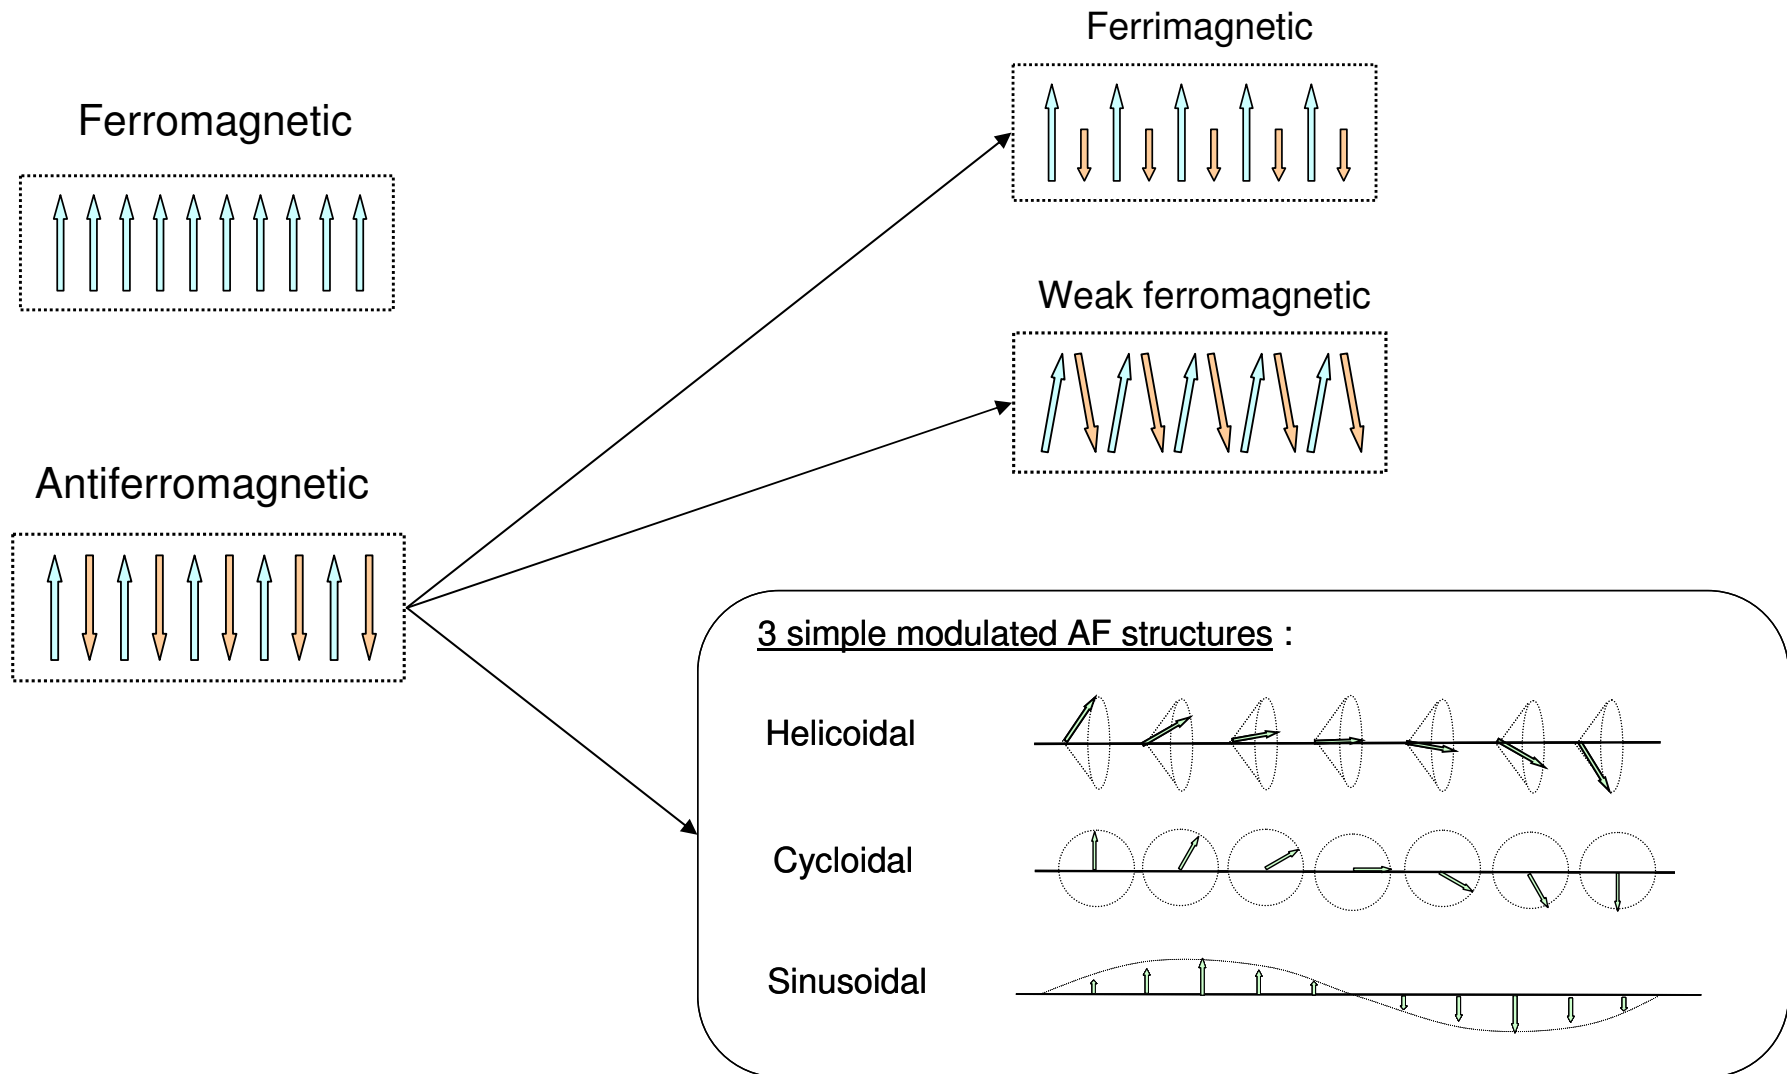 Ferrimagnetic
Ferromagnetic
Weak ferromagnetic
Antiferromagnetic
3 simple modulated AF structures :
Helicoidal
Cycloidal
Sinusoidal